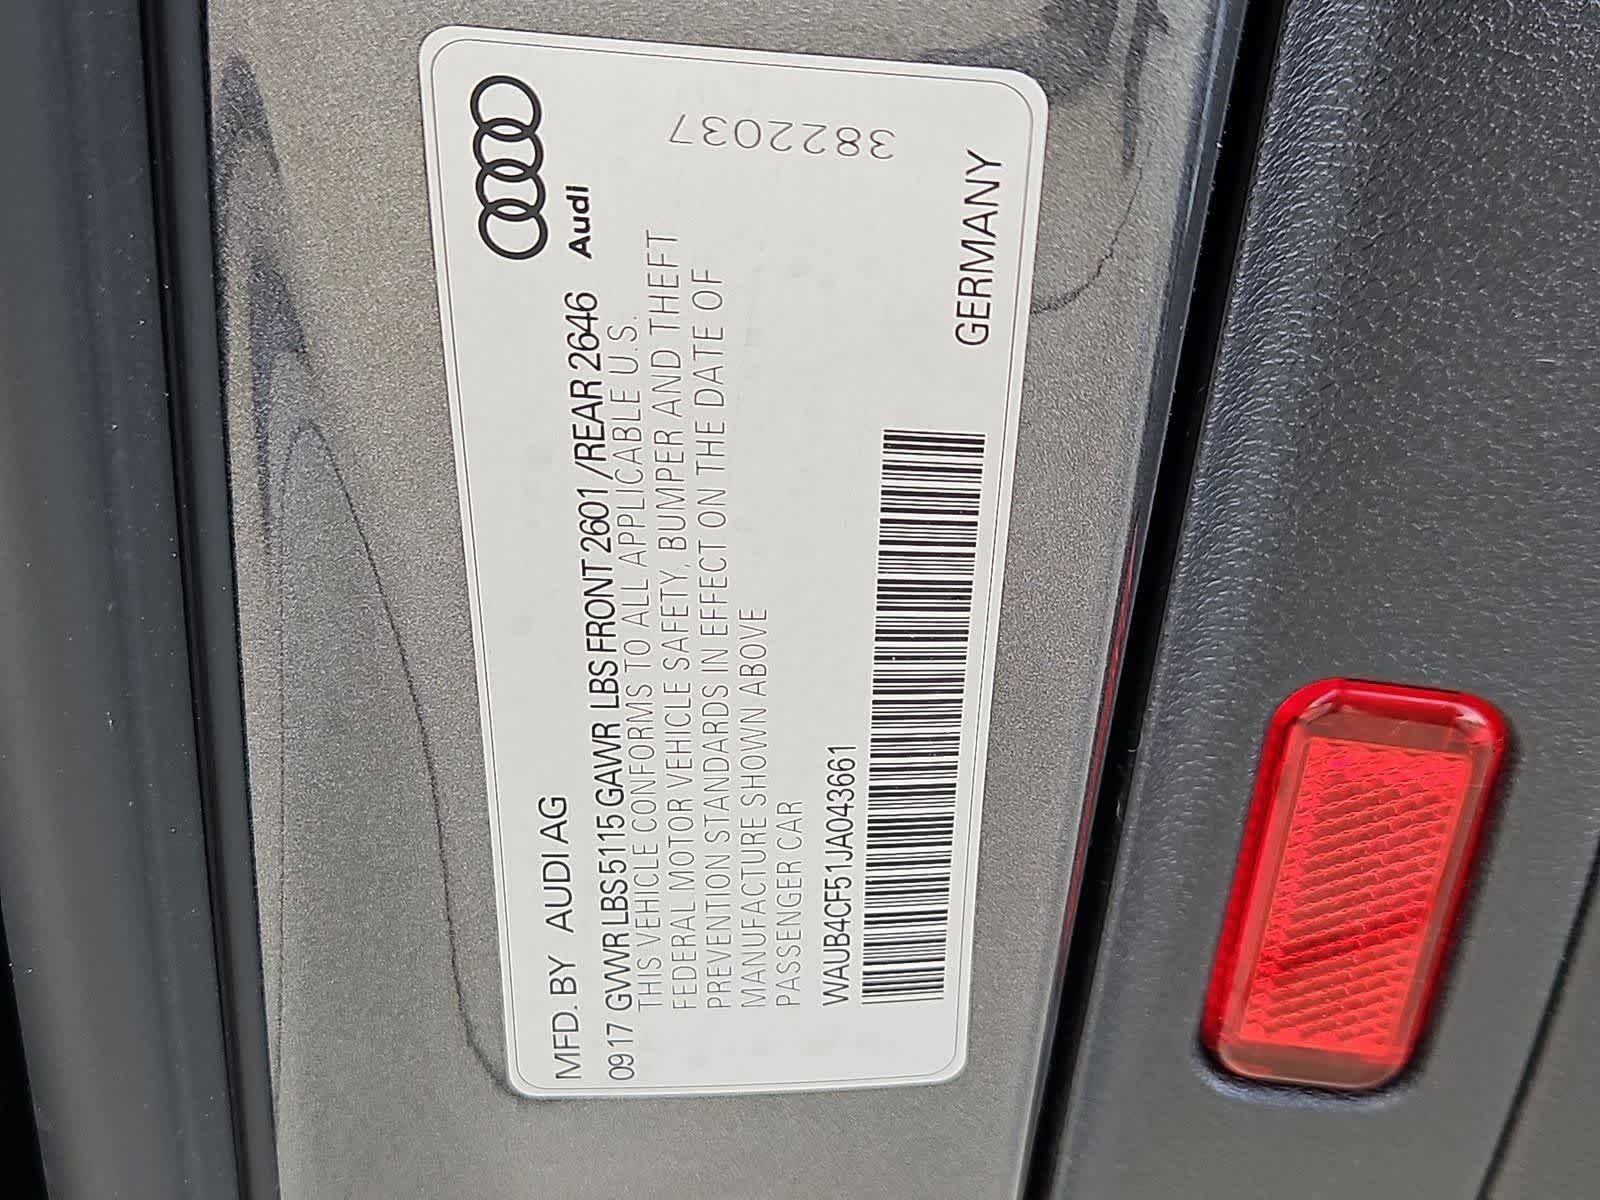 Audi
MFD. BY AUDI AG
0917 GVWR LBS 5115 GAWR LBS FRONT 2601/REAR 2646
THIS VEHICLE CONFORMS TO ALL APPLICABLE U.S.
FEDERAL MOTOR VEHICLE SAFETY, BUMPER AND THEFT
PREVENTION STANDARDS IN EFFECT ON THE DATE OF
MANUFACTURE SHOWN ABOVE
PASSENGER CAR
WAUB4CF51JA043661
GERMANY
3822037